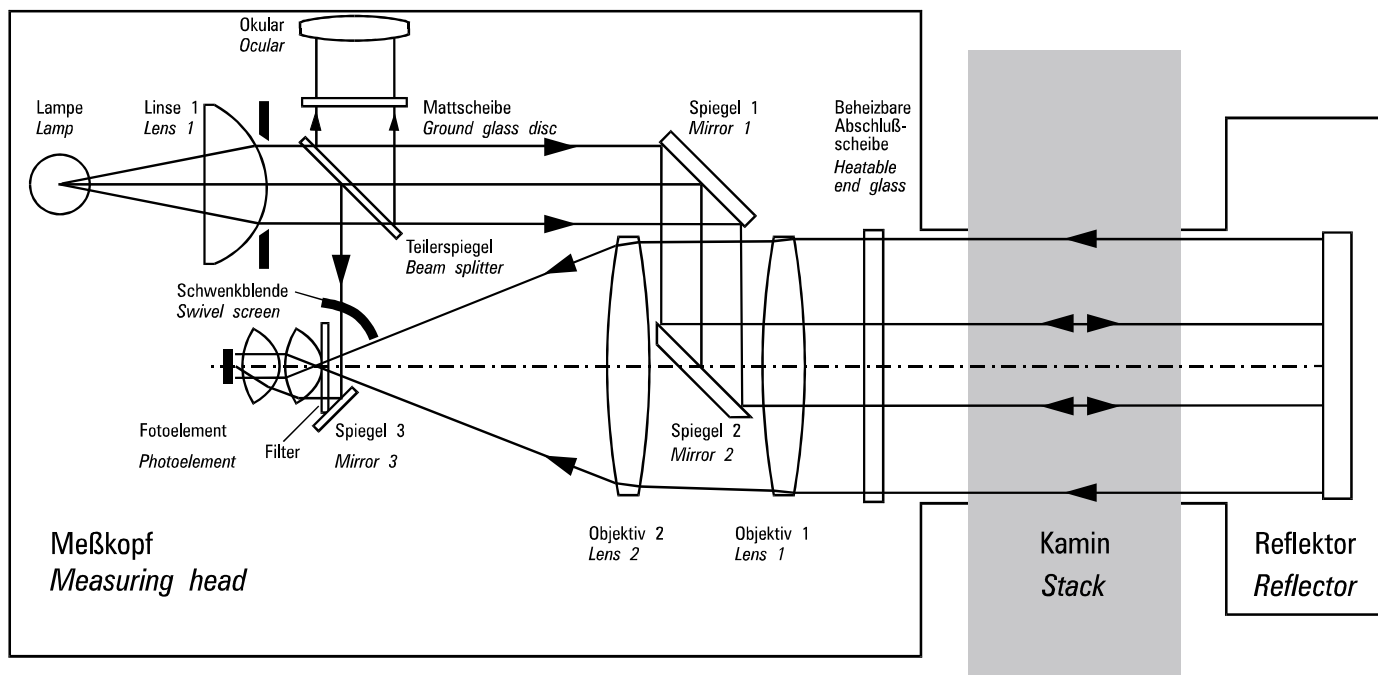 Okular
Ocular
Lampe
Lamp
Linse 1
Lens 1
Mattscheibe
Ground glass disc
Spiegel 1
Mirror 1
Beheizbare
Abschluß-
scheibe
Heatable
end glass
Teilerspiegel
Beam splitter
Schwenkblende
Swivel screen
Fotoelement
Photoelement
Filter
Spiegel 3
Mirror 3
Spiegel 2
Mirror 2
Objektiv 2
Lens 2
Objektiv 1
Lens 1
Meßkopf
Measuring head
Kamin
Stack
Reflektor
Reflector